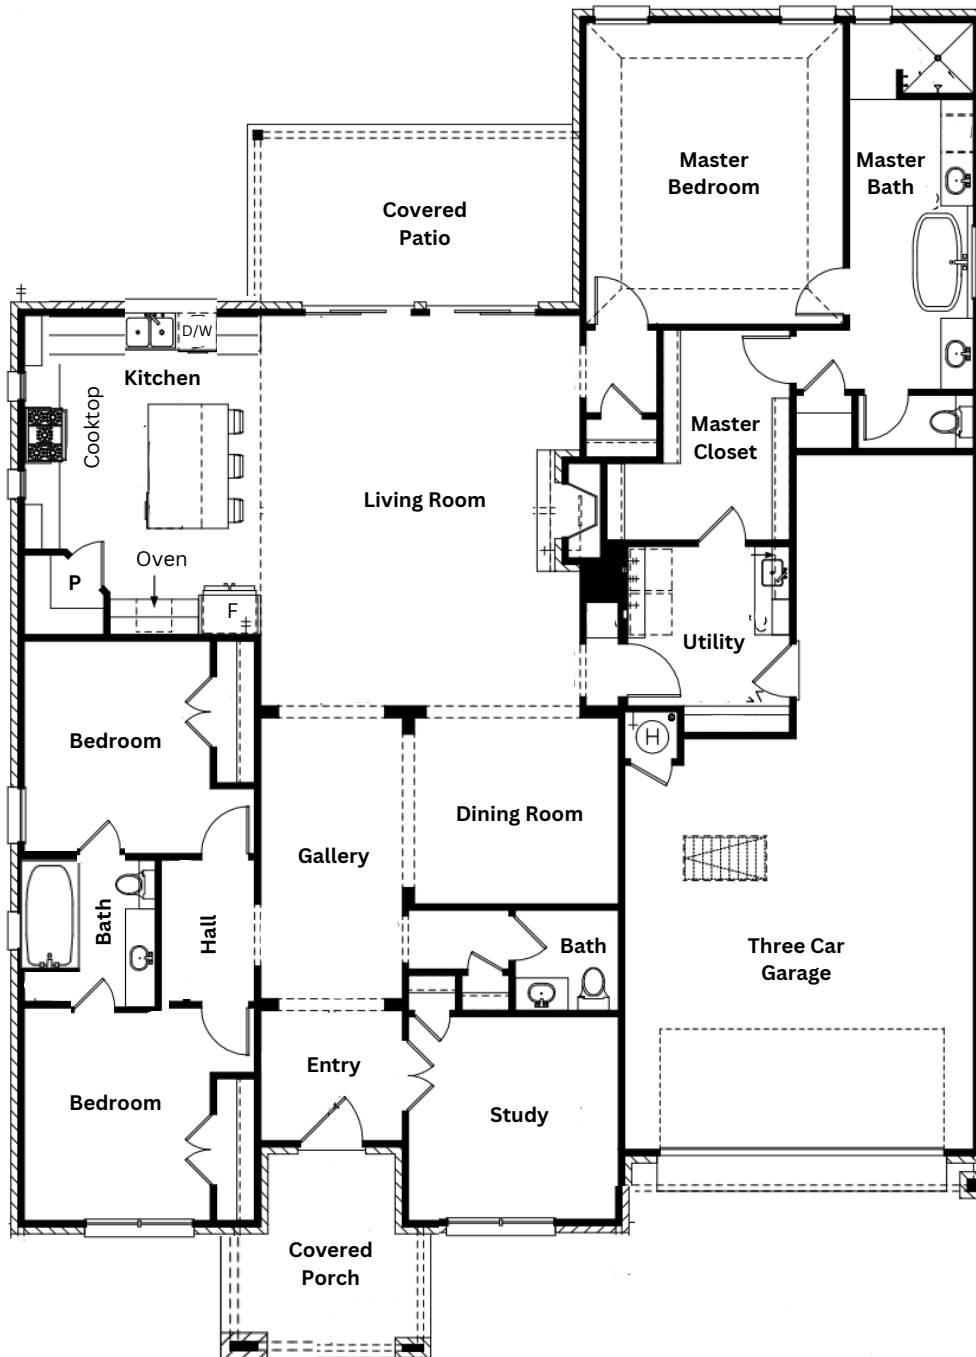 Master
Bedroom
Master
Bath
Covered
Patio
D/W
Kitchen
Cooktop
Master
Closet
Living Room
Oven
P
F
Utility
H
Bedroom
Dining Room
Gallery
Bath
Hall
Bath
Three Car
Garage
Entry
Bedroom
Study
Covered
Porch